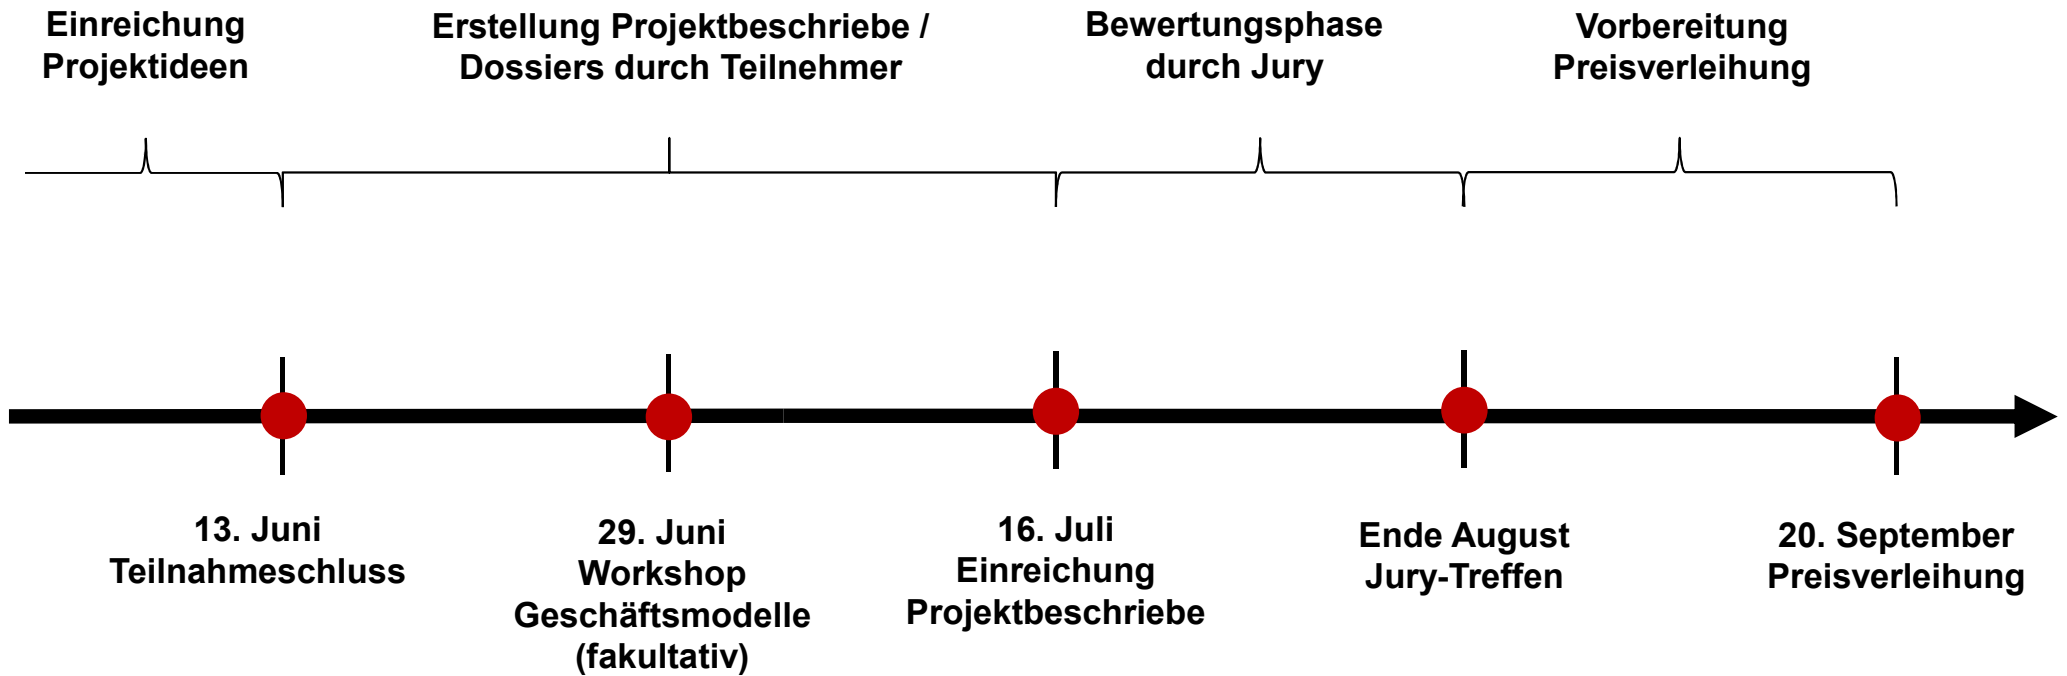 Einreichung
Projektideen
Erstellung Projektbeschriebe /
Dossiers durch Teilnehmer
Bewertungsphase
durch Jury
Vorbereitung
Preisverleihung
13. Juni
Teilnahmeschluss
29. Juni
Workshop
Geschäftsmodelle
(fakultativ)
16. Juli
Einreichung
Projektbeschriebe
Ende August
Jury-Treffen
20. September
Preisverleihung